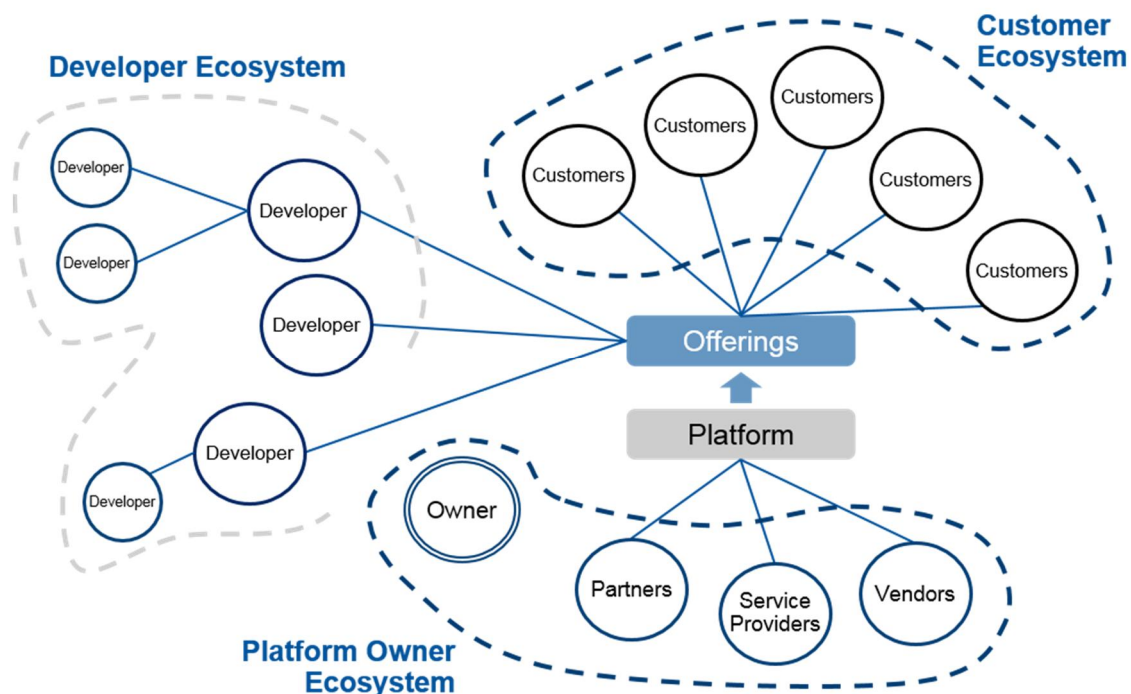 Developer Ecosystem
Developer
Developer
Developer
Developer
Developer
Developer
Customer
Ecosystem
Customers
Customers
Customers
Customers
Customers
Offerings
Platform
Owner
Partners
Service
Providers
Vendors
Platform Owner
Ecosystem